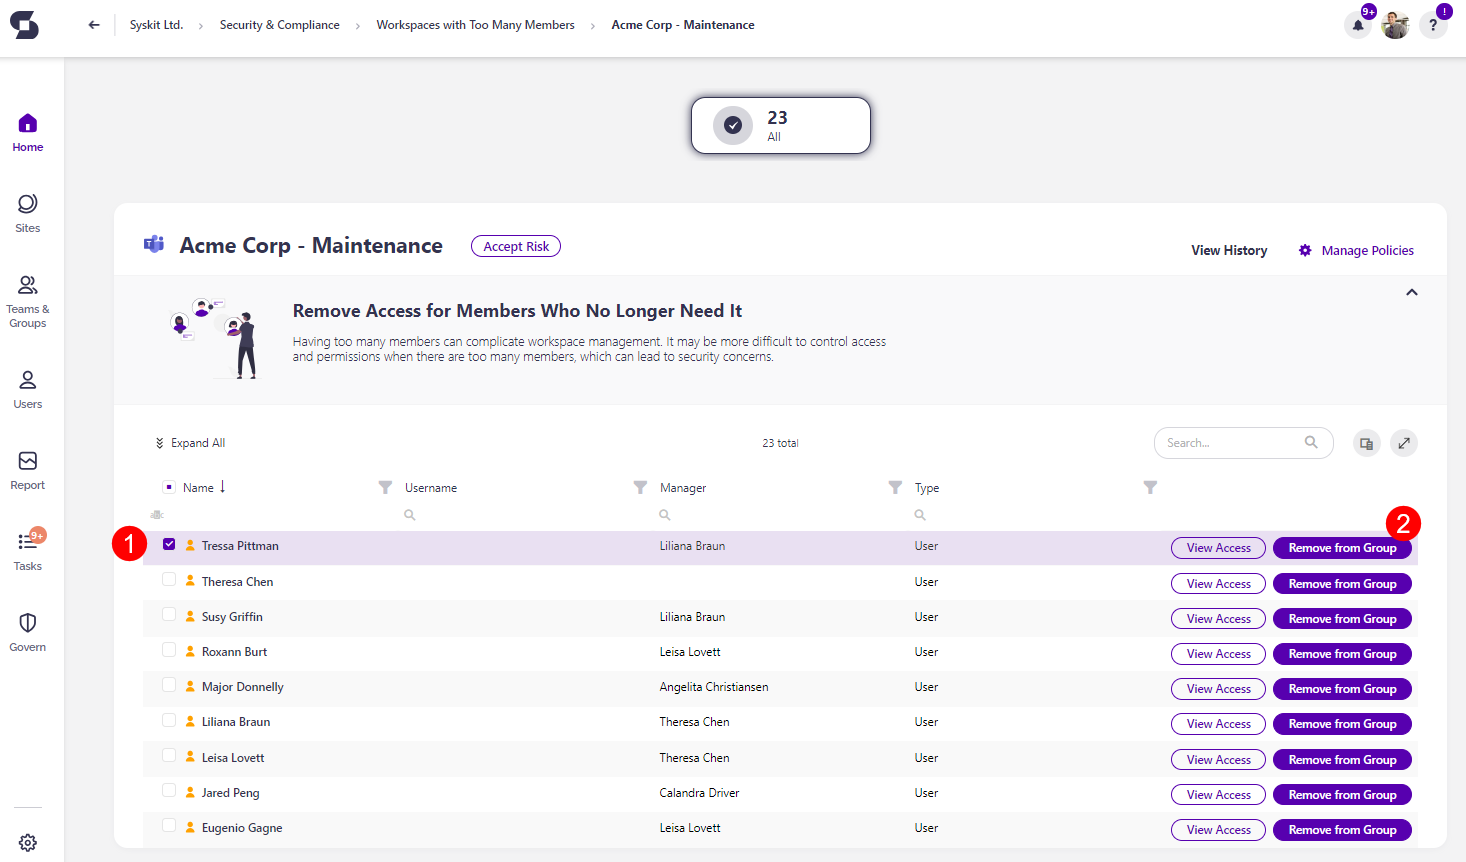 Syskit Ltd. › Security & Compliance › Workspaces with Too Many Members › Acme Corp - Maintenance
9+
!
?
Home
Sites
Teams &
Groups
Users
Report
9+
Tasks
Govern
23
All
Acme Corp - Maintenance
Accept Risk
View History
Manage Policies
Remove Access for Members Who No Longer Need It
Having too many members can complicate workspace management. It may be more difficult to control access
and permissions when there are too many members, which can lead to security concerns.
Expand All
23 total
Search...
Name Username Manager Type
1
2
Tressa Pittman Liliana Braun User View Access Remove from Group
Theresa Chen User View Access Remove from Group
Susy Griffin Liliana Braun User View Access Remove from Group
Roxann Burt Leisa Lovett User View Access Remove from Group
Major Donnelly Angelita Christiansen User View Access Remove from Group
Liliana Braun Theresa Chen User View Access Remove from Group
Leisa Lovett Theresa Chen User View Access Remove from Group
Jared Peng Calandra Driver User View Access Remove from Group
Eugenio Gagne Leisa Lovett User View Access Remove from Group